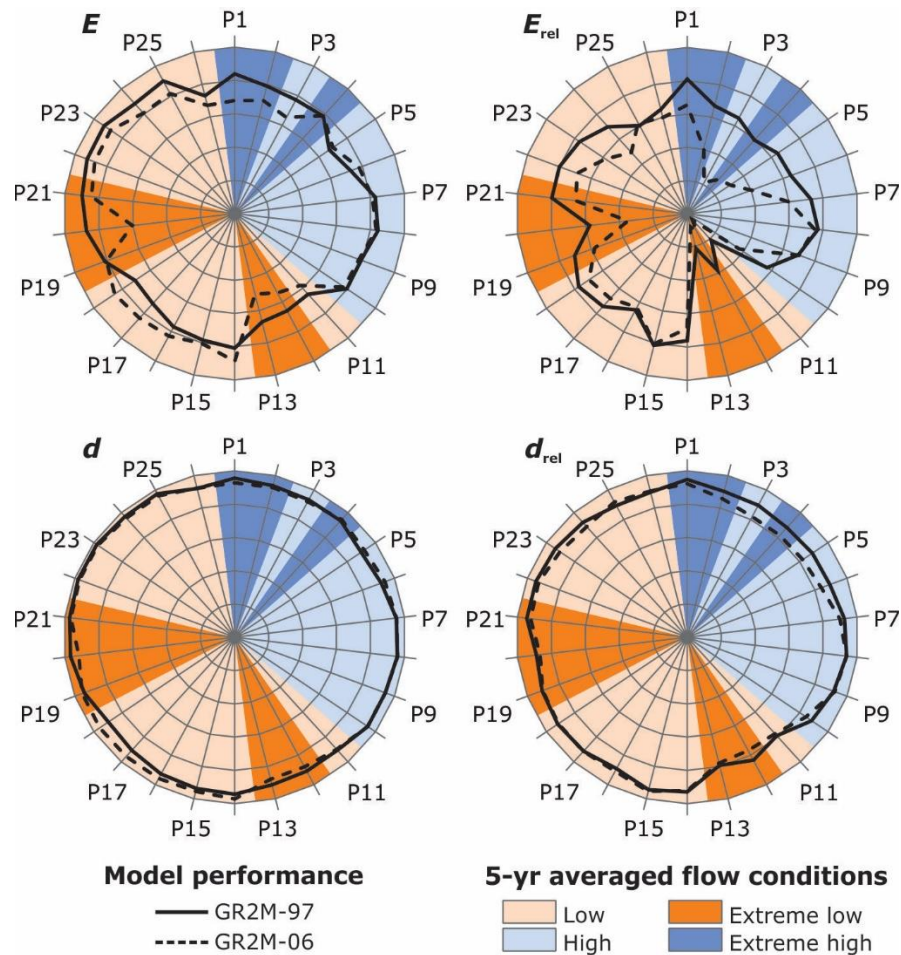 E
P1
P3
P5
P7
P9
P11
P13
P15
P17
P19
P21
P23
P25
E rel
P1
P3
P5
P7
P9
P11
P13
P15
P17
P19
P21
P23
P25
d
P1
P3
P5
P7
P9
P11
P13
P15
P17
P19
P21
P23
P25
d rel
P1
P3
P5
P7
P9
P11
P13
P15
P17
P19
P21
P23
P25
Model performance
GR2M-97
GR2M-06
5-yr averaged flow conditions
Low
Extreme low
High
Extreme high